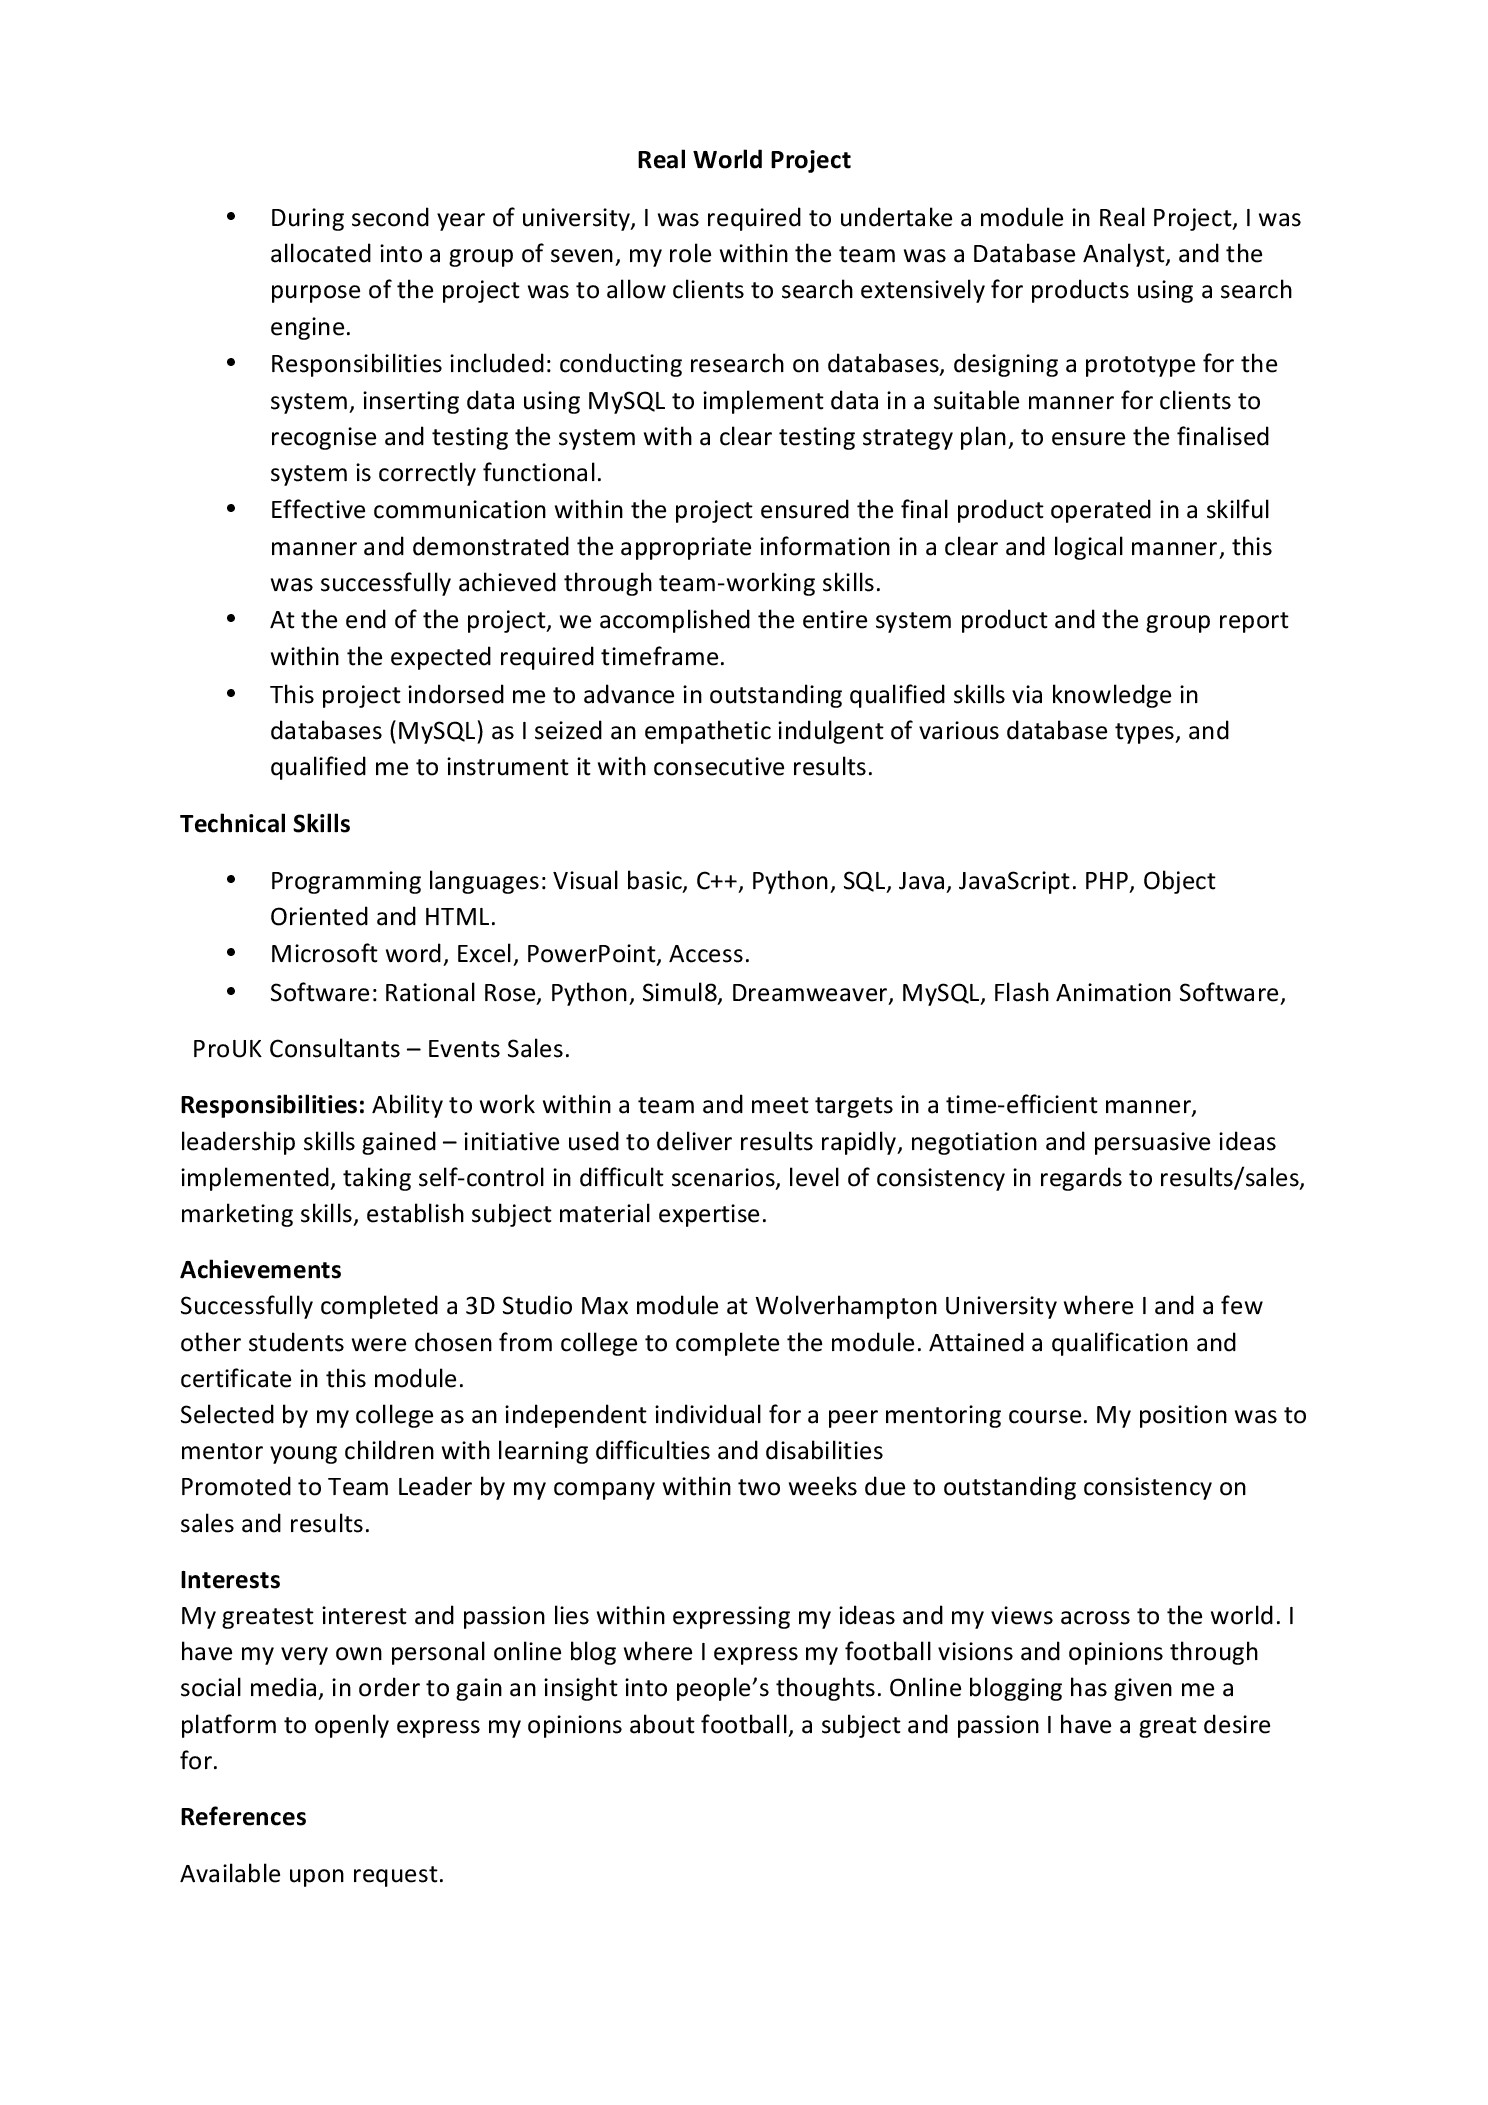 Real World Project
• During second year of university, I was required to undertake a module in Real Project, I was
allocated into a group of seven, my role within the team was a Database Analyst, and the
purpose of the project was to allow clients to search extensively for products using a search
engine.
• Responsibilities included: conducting research on databases, designing a prototype for the
system, inserting data using MySQL to implement data in a suitable manner for clients to
recognise and testing the system with a clear testing strategy plan, to ensure the finalised
system is correctly functional.
• Effective communication within the project ensured the final product operated in a skilful
manner and demonstrated the appropriate information in a clear and logical manner, this
was successfully achieved through team-working skills.
• At the end of the project, we accomplished the entire system product and the group report
within the expected required timeframe.
• This project indorsed me to advance in outstanding qualified skills via knowledge in
databases (MySQL) as I seized an empathetic indulgent of various database types, and
qualified me to instrument it with consecutive results.
Technical Skills
• Programming languages: Visual basic, C++, Python, SQL, Java, JavaScript. PHP, Object
Oriented and HTML.
• Microsoft word, Excel, PowerPoint, Access.
• Software: Rational Rose, Python, Simul8, Dreamweaver, MySQL, Flash Animation Software,
ProUK Consultants – Events Sales.
Responsibilities: Ability to work within a team and meet targets in a time-efficient manner,
leadership skills gained – initiative used to deliver results rapidly, negotiation and persuasive ideas
implemented, taking self-control in difficult scenarios, level of consistency in regards to results/sales,
marketing skills, establish subject material expertise.
Achievements
Successfully completed a 3D Studio Max module at Wolverhampton University where I and a few
other students were chosen from college to complete the module. Attained a qualification and
certificate in this module.
Selected by my college as an independent individual for a peer mentoring course. My position was to
mentor young children with learning difficulties and disabilities
Promoted to Team Leader by my company within two weeks due to outstanding consistency on
sales and results.
Interests
My greatest interest and passion lies within expressing my ideas and my views across to the world. I
have my very own personal online blog where I express my football visions and opinions through
social media, in order to gain an insight into people’s thoughts. Online blogging has given me a
platform to openly express my opinions about football, a subject and passion I have a great desire
for.
References
Available upon request.